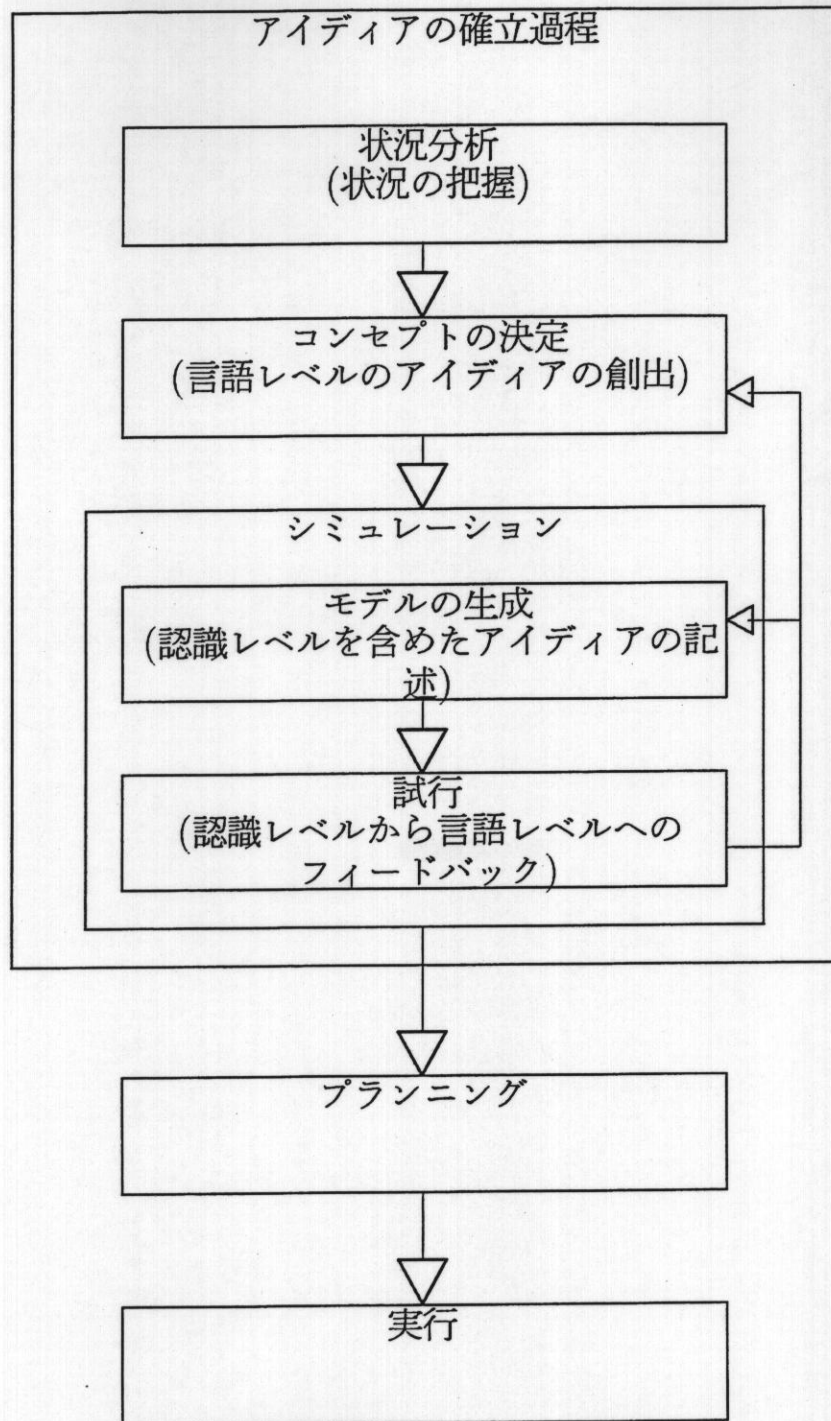 アイディアの確立過程
状況分析
(状況の把握)
コンセプトの決定
(言語レベルのアイディアの創出)
シミュレーション
モデルの生成
(認識レベルを含めたアイディアの記
述)
試行
(認識レベルから言語レベルへの
フィードバック)
プランニング
実行